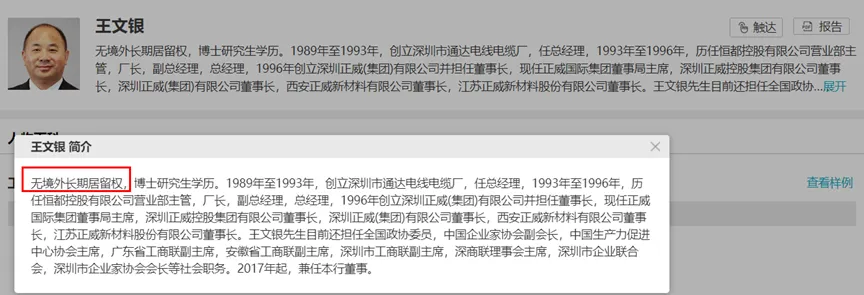 王文银
触达
报告
无境外长期居留权，博士研究生学历。1989年至1993年，创立深圳市通达电线电缆厂，任总经理，1993年至1996年，历任恒都控股有限公司营业部主
管，厂长，副总经理，总经理，1996年创立深圳正威(集团)有限公司并担任董事长，现任正威国际集团董事局主席，深圳正威控股集团有限公司董事
长，深圳正威(集团)有限公司董事长，西安正威新材料有限公司董事长，江苏正威新材料股份有限公司董事长。王文银先生目前还担任全国政协...展开
王文银 简介
无境外长期居留权，博士研究生学历。1989年至1993年，创立深圳市通达电线电缆厂，任总经理，1993年至1996年，历
任恒都控股有限公司营业部主管，厂长，副总经理，总经理，1996年创立深圳正威(集团)有限公司并担任董事长，现任正威
国际集团董事局主席，深圳正威控股集团有限公司董事长，深圳正威(集团)有限公司董事长，西安正威新材料有限公司董事
长，江苏正威新材料股份有限公司董事长。王文银先生目前还担任全国政协委员，中国企业家协会副会长，中国生产力促进
中心协会主席，广东省工商联副主席，安徽省工商联副主席，深圳市工商联副主席，深商联理事会主席，深圳市企业联合
会，深圳市企业家协会会长等社会职务。2017年起，兼任本行董事。
查看样例